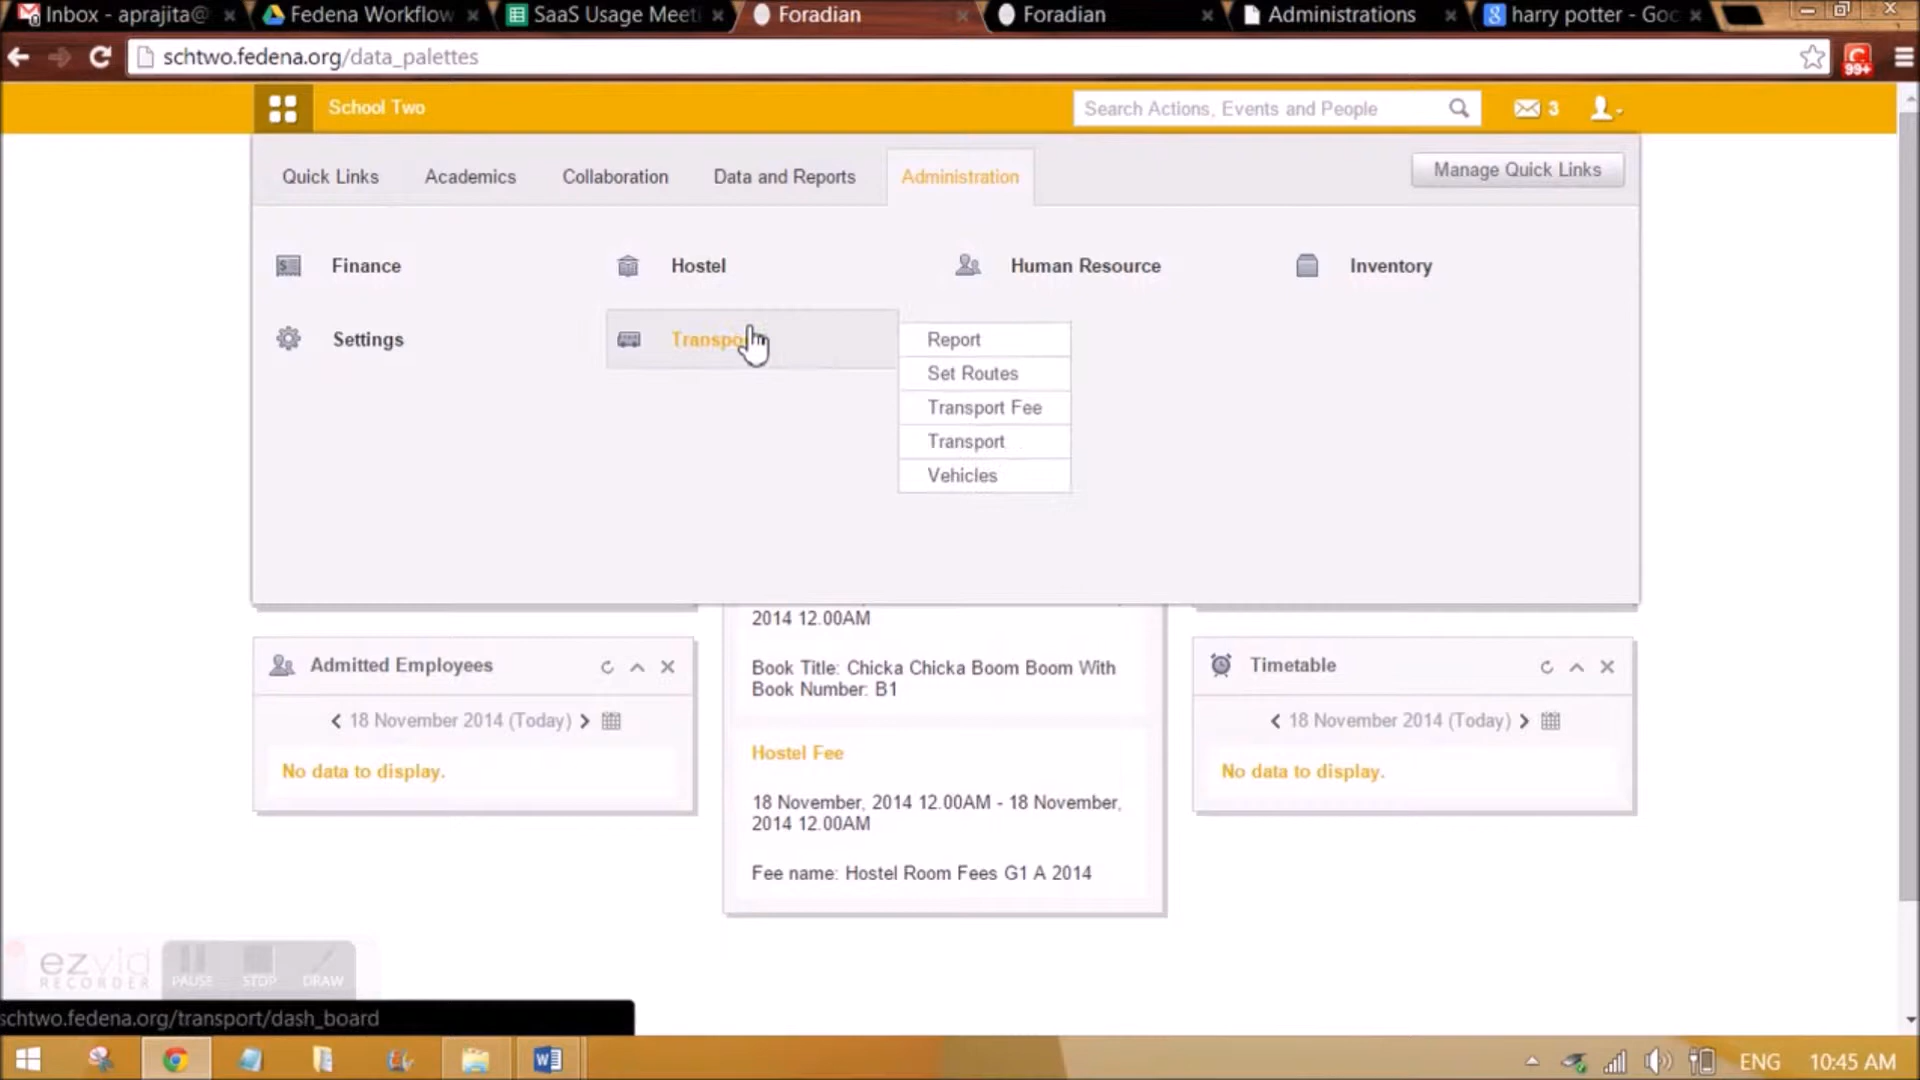 Inbox - aprajita@
Fedena Workflow
SaaS Usage Meeti
Foradian
Foradian
Administrations
harry potter - Goo
schtwo.fedena.org/data_palettes
99+
School Two
Search Actions, Events and People
3
Quick Links
Academics
Collaboration
Data and Reports
Administration
Manage Quick Links
Finance
Hostel
Human Resource
Inventory
Settings
Report
Set Routes
Transport Fee
Transport
Vehicles
2014 12.00AM
Book Title: Chicka Chicka Boom Boom With
Book Number: B1
Hostel Fee
18 November, 2014 12.00AM - 18 November,
2014 12.00AM
Fee name: Hostel Room Fees G1 A 2014
Admitted Employees
18 November 2014 (Today)
No data to display.
Timetable
18 November 2014 (Today)
No data to display.
ezvid
RECORDER
PAUSE
STOP
DRAW
schtwo.fedena.org/transport/dash_board
ENG
10:45 AM